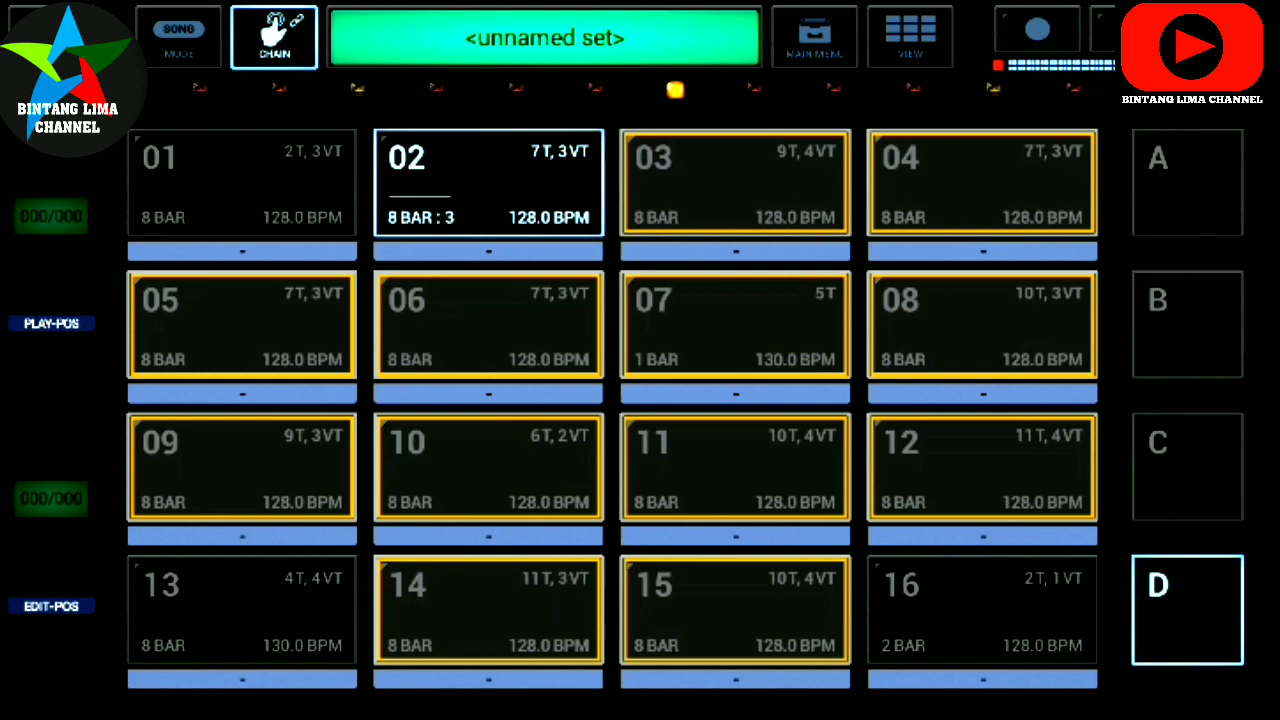 SONG
MODE
CHAIN
<unnamed set>
MAIN MENU
VIEW
BINTANG LIMA
CHANNEL
BINTANG LIMA CHANNEL
01 2T, 3VT
8 BAR 128.0 BPM
02 7T, 3VT
8 BAR : 3 128.0 BPM
03 9T, 4VT
8 BAR 128.0 BPM
04 7T, 3VT
8 BAR 128.0 BPM
A
000/000
-
-
-
-
05 7T, 3VT
8 BAR 128.0 BPM
06 7T, 3VT
8 BAR 128.0 BPM
07 5T
1 BAR 130.0 BPM
08 10T, 3VT
8 BAR 128.0 BPM
B
PLAY-POS
-
-
-
-
09 9T, 3VT
8 BAR 128.0 BPM
10 6T, 2VT
8 BAR 128.0 BPM
11 10T, 4VT
8 BAR 128.0 BPM
12 11T, 4VT
8 BAR 128.0 BPM
C
000/000
-
-
-
-
13 4T, 4VT
8 BAR 130.0 BPM
14 11T, 3VT
8 BAR 128.0 BPM
15 10T, 4VT
8 BAR 128.0 BPM
16 2T, 1VT
2 BAR 128.0 BPM
D
EDIT-POS
-
-
-
-